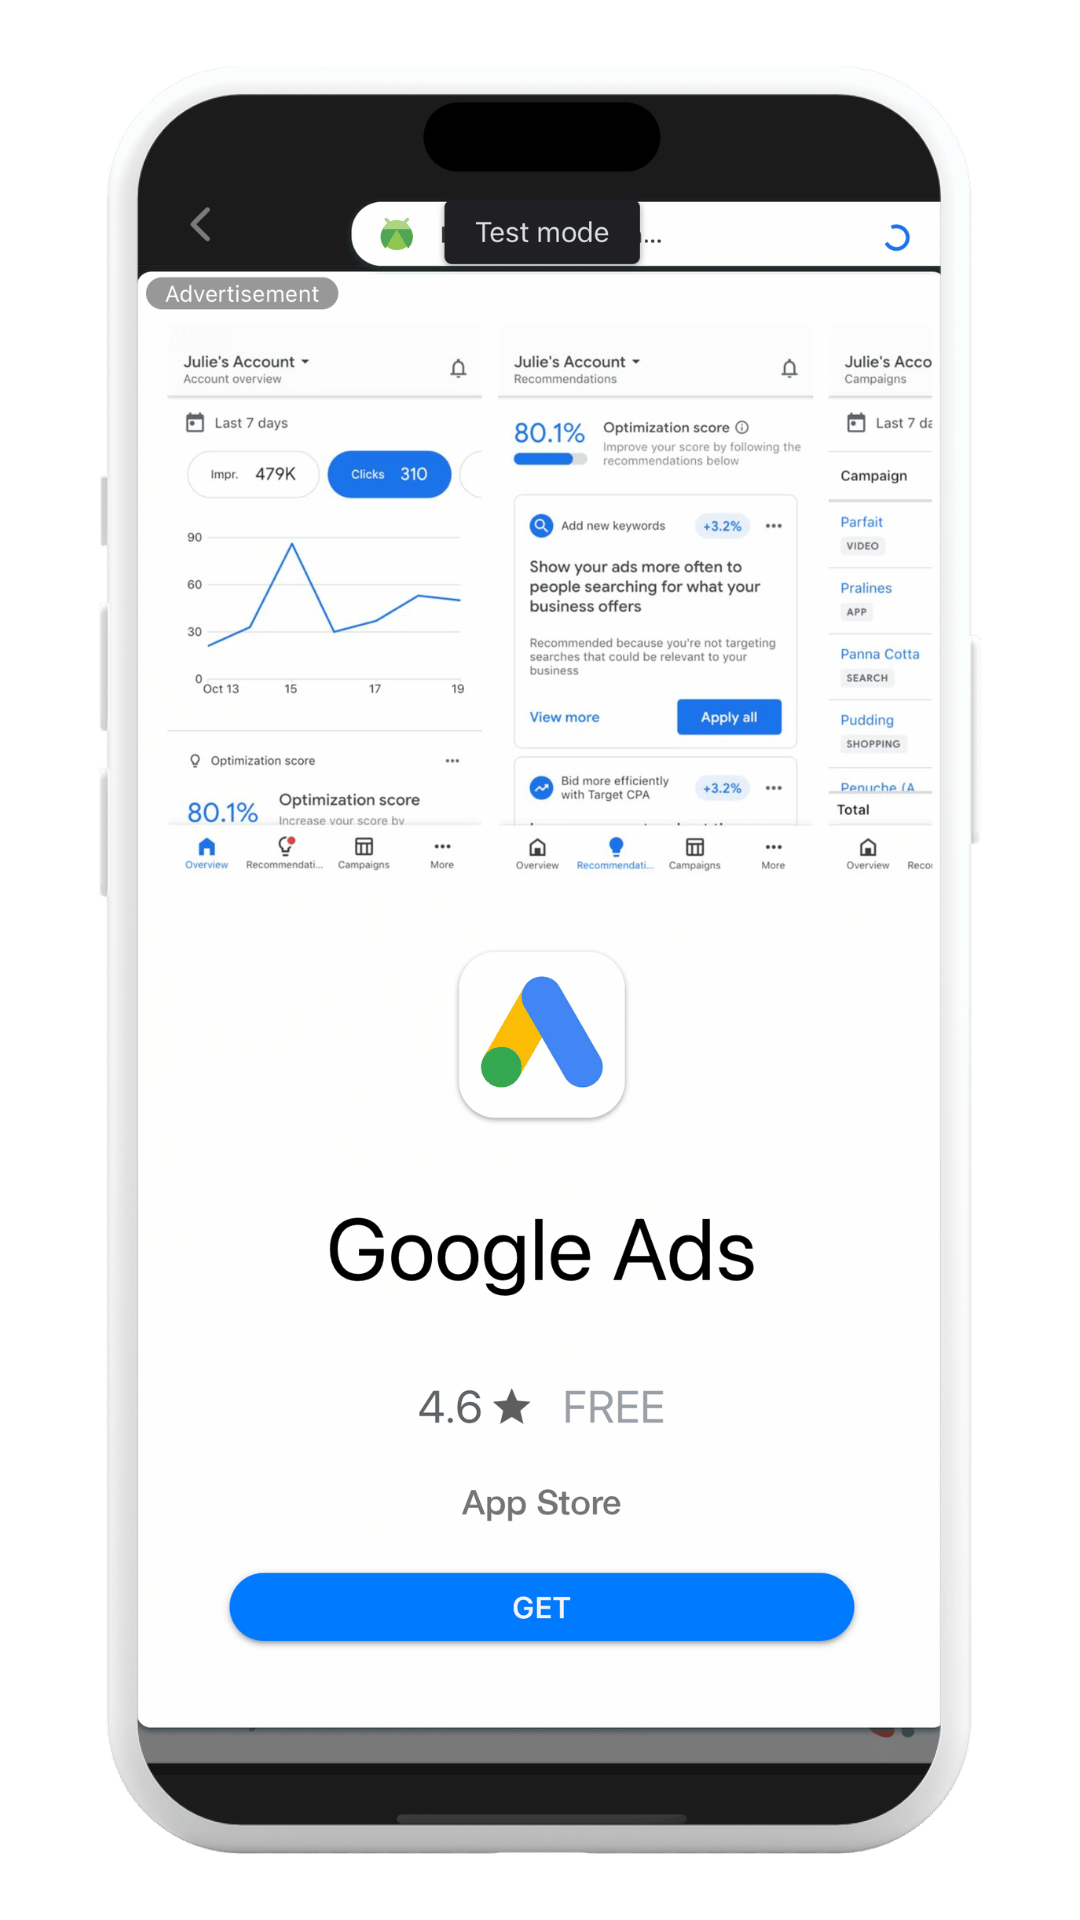 Test mode
...
Advertisement
Julie's Account
Account overview
Last 7 days
Impr. 479K
Clicks 310
90
60
30
0
Oct 13 15 17 19
Optimization score
80.1%
Optimization score
Increase your score by
Overview Recommendati... Campaigns More
Julie's Account
Recommendations
80.1%
Optimization score
Improve your score by following the
recommendations below
Add new keywords +3.2%
Show your ads more often to
people searching for what your
business offers
Recommended because you're not targeting
searches that could be relevant to your
business
View more Apply all
Bid more efficiently
with Target CPA
+3.2%
Overview Recommendati... Campaigns More
Julie's Acco
Campaigns
Last 7 da
Campaign
Parfait
VIDEO
Pralines
APP
Panna Cotta
SEARCH
Pudding
SHOPPING
Penuche (A
Total
Overview Recor
Google Ads
4.6 ★ FREE
App Store
GET